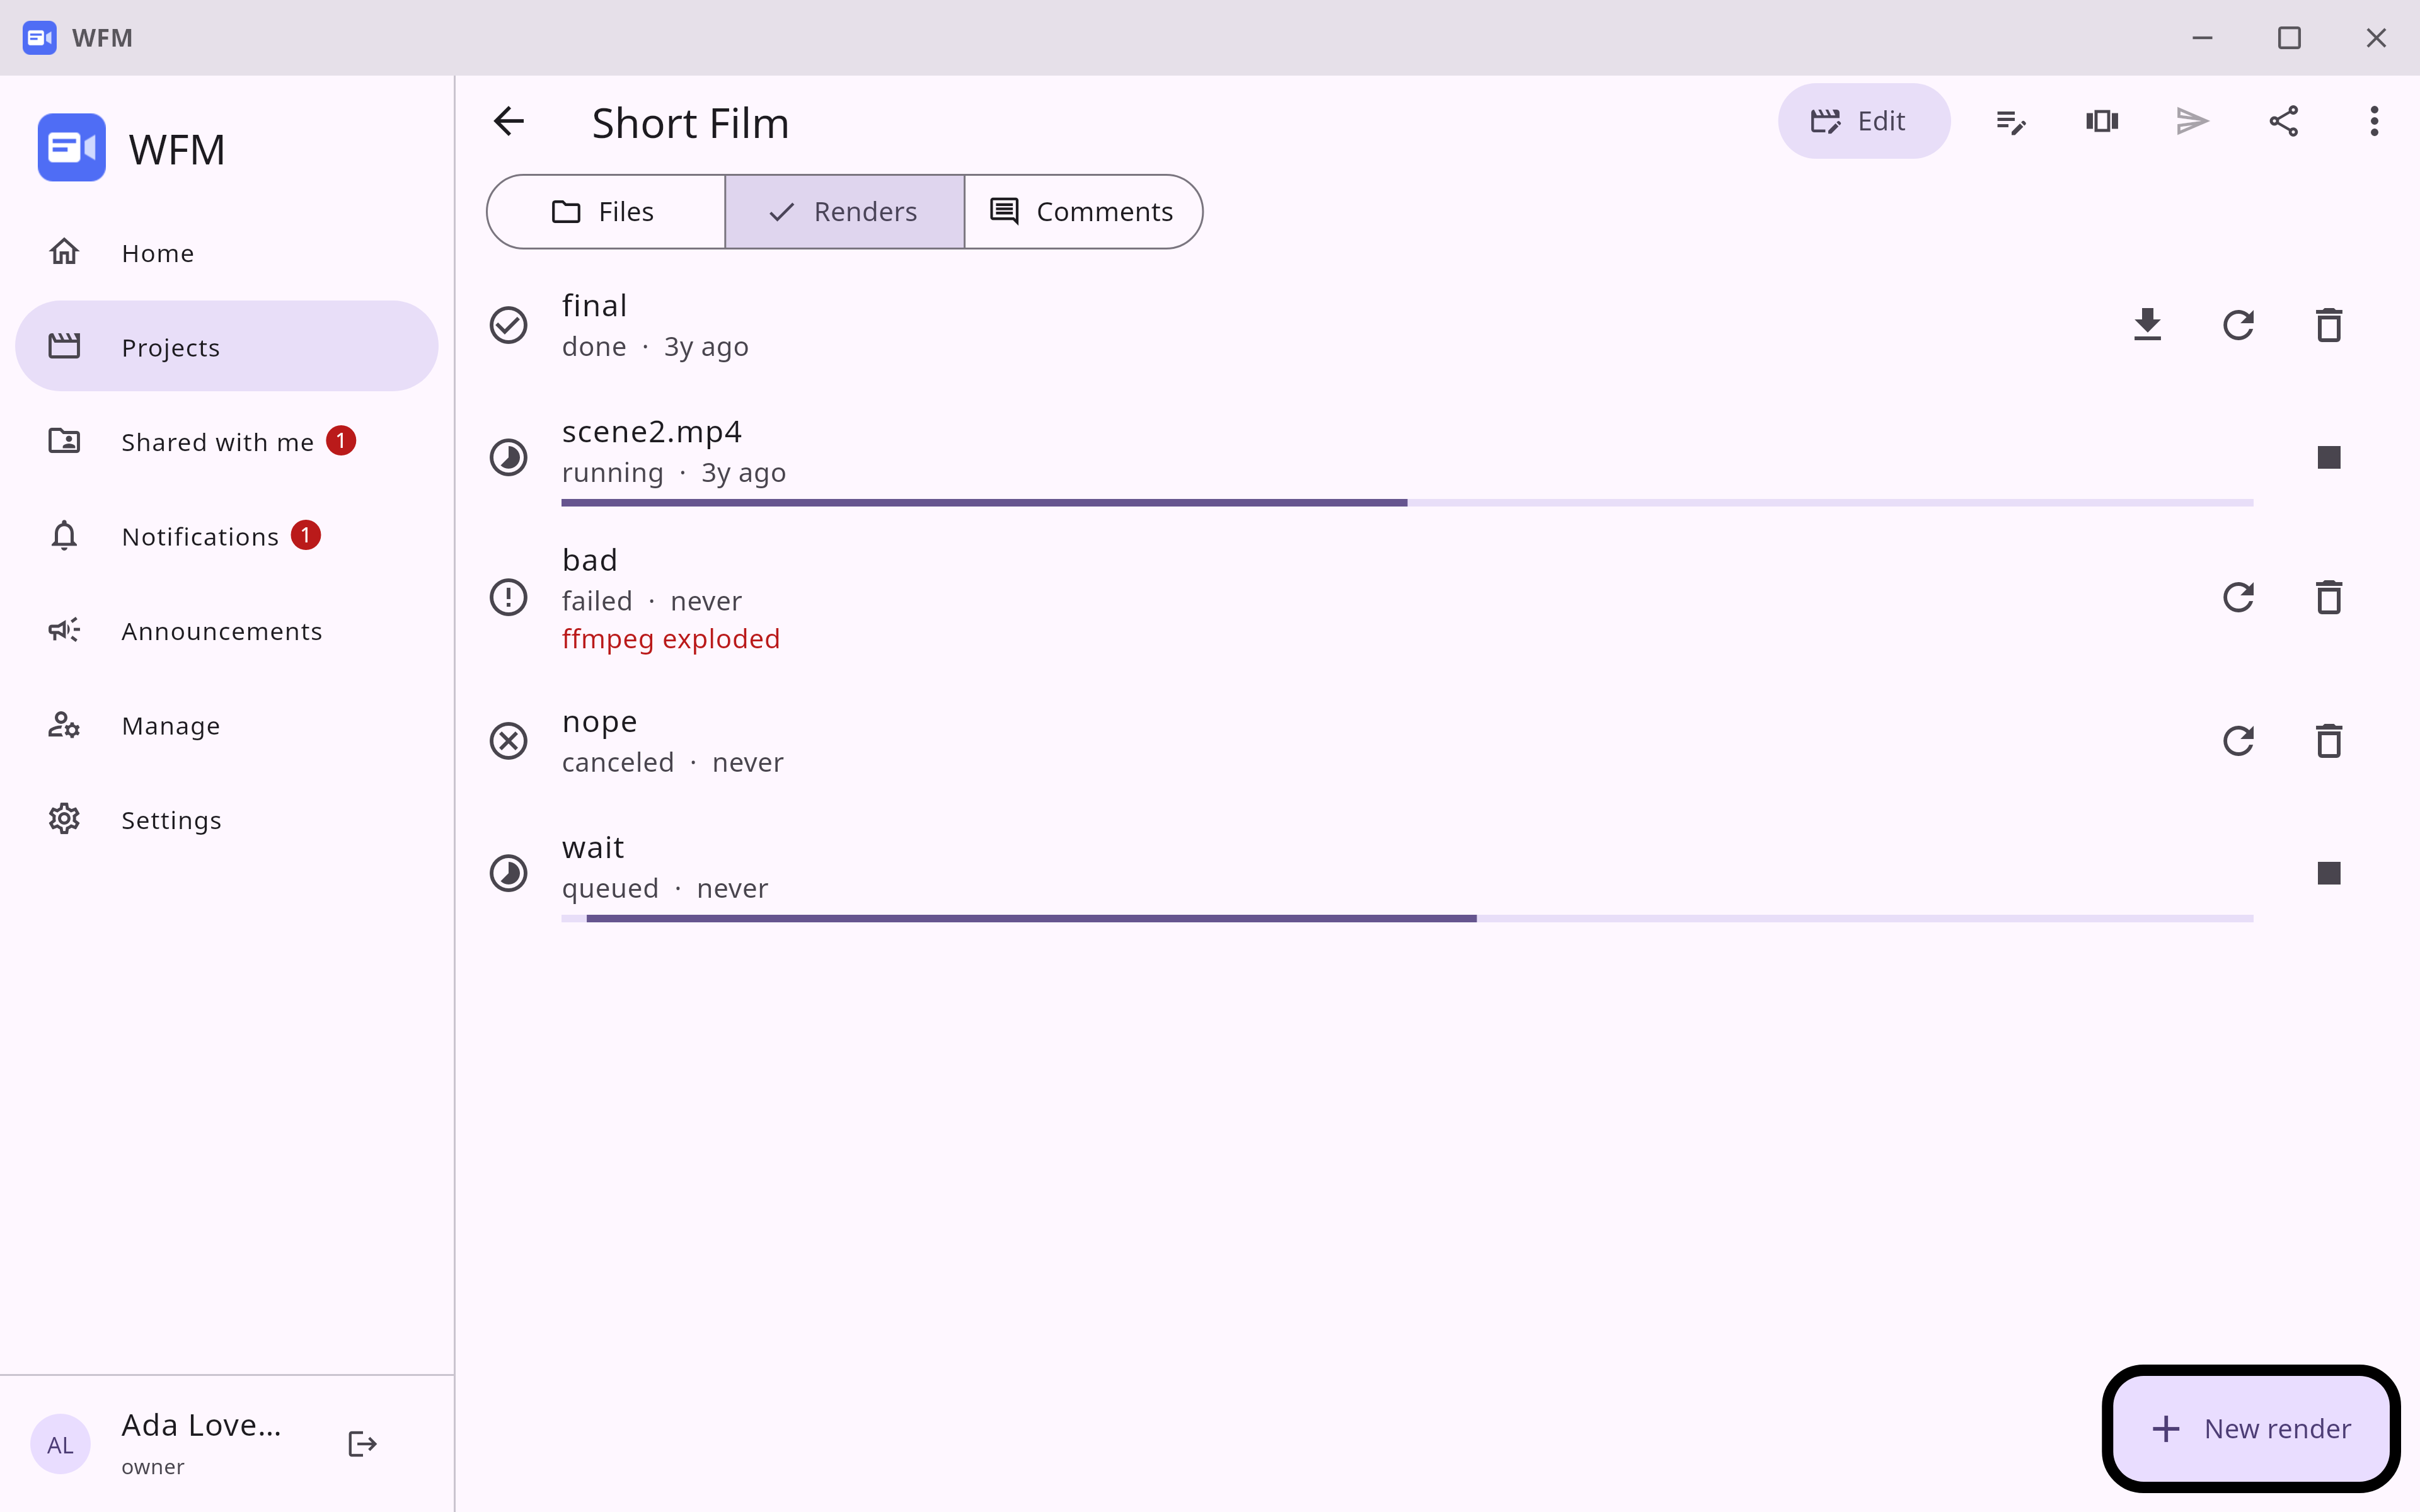 WFM
WFM
Home
Projects
Shared with me 1
Notifications 1
Announcements
Manage
Settings
AL
Ada Love...
owner
Short Film
Edit
Files
Renders
Comments
final
done · 3y ago
scene2.mp4
running · 3y ago
bad
failed · never
ffmpeg exploded
nope
canceled · never
wait
queued · never
New render